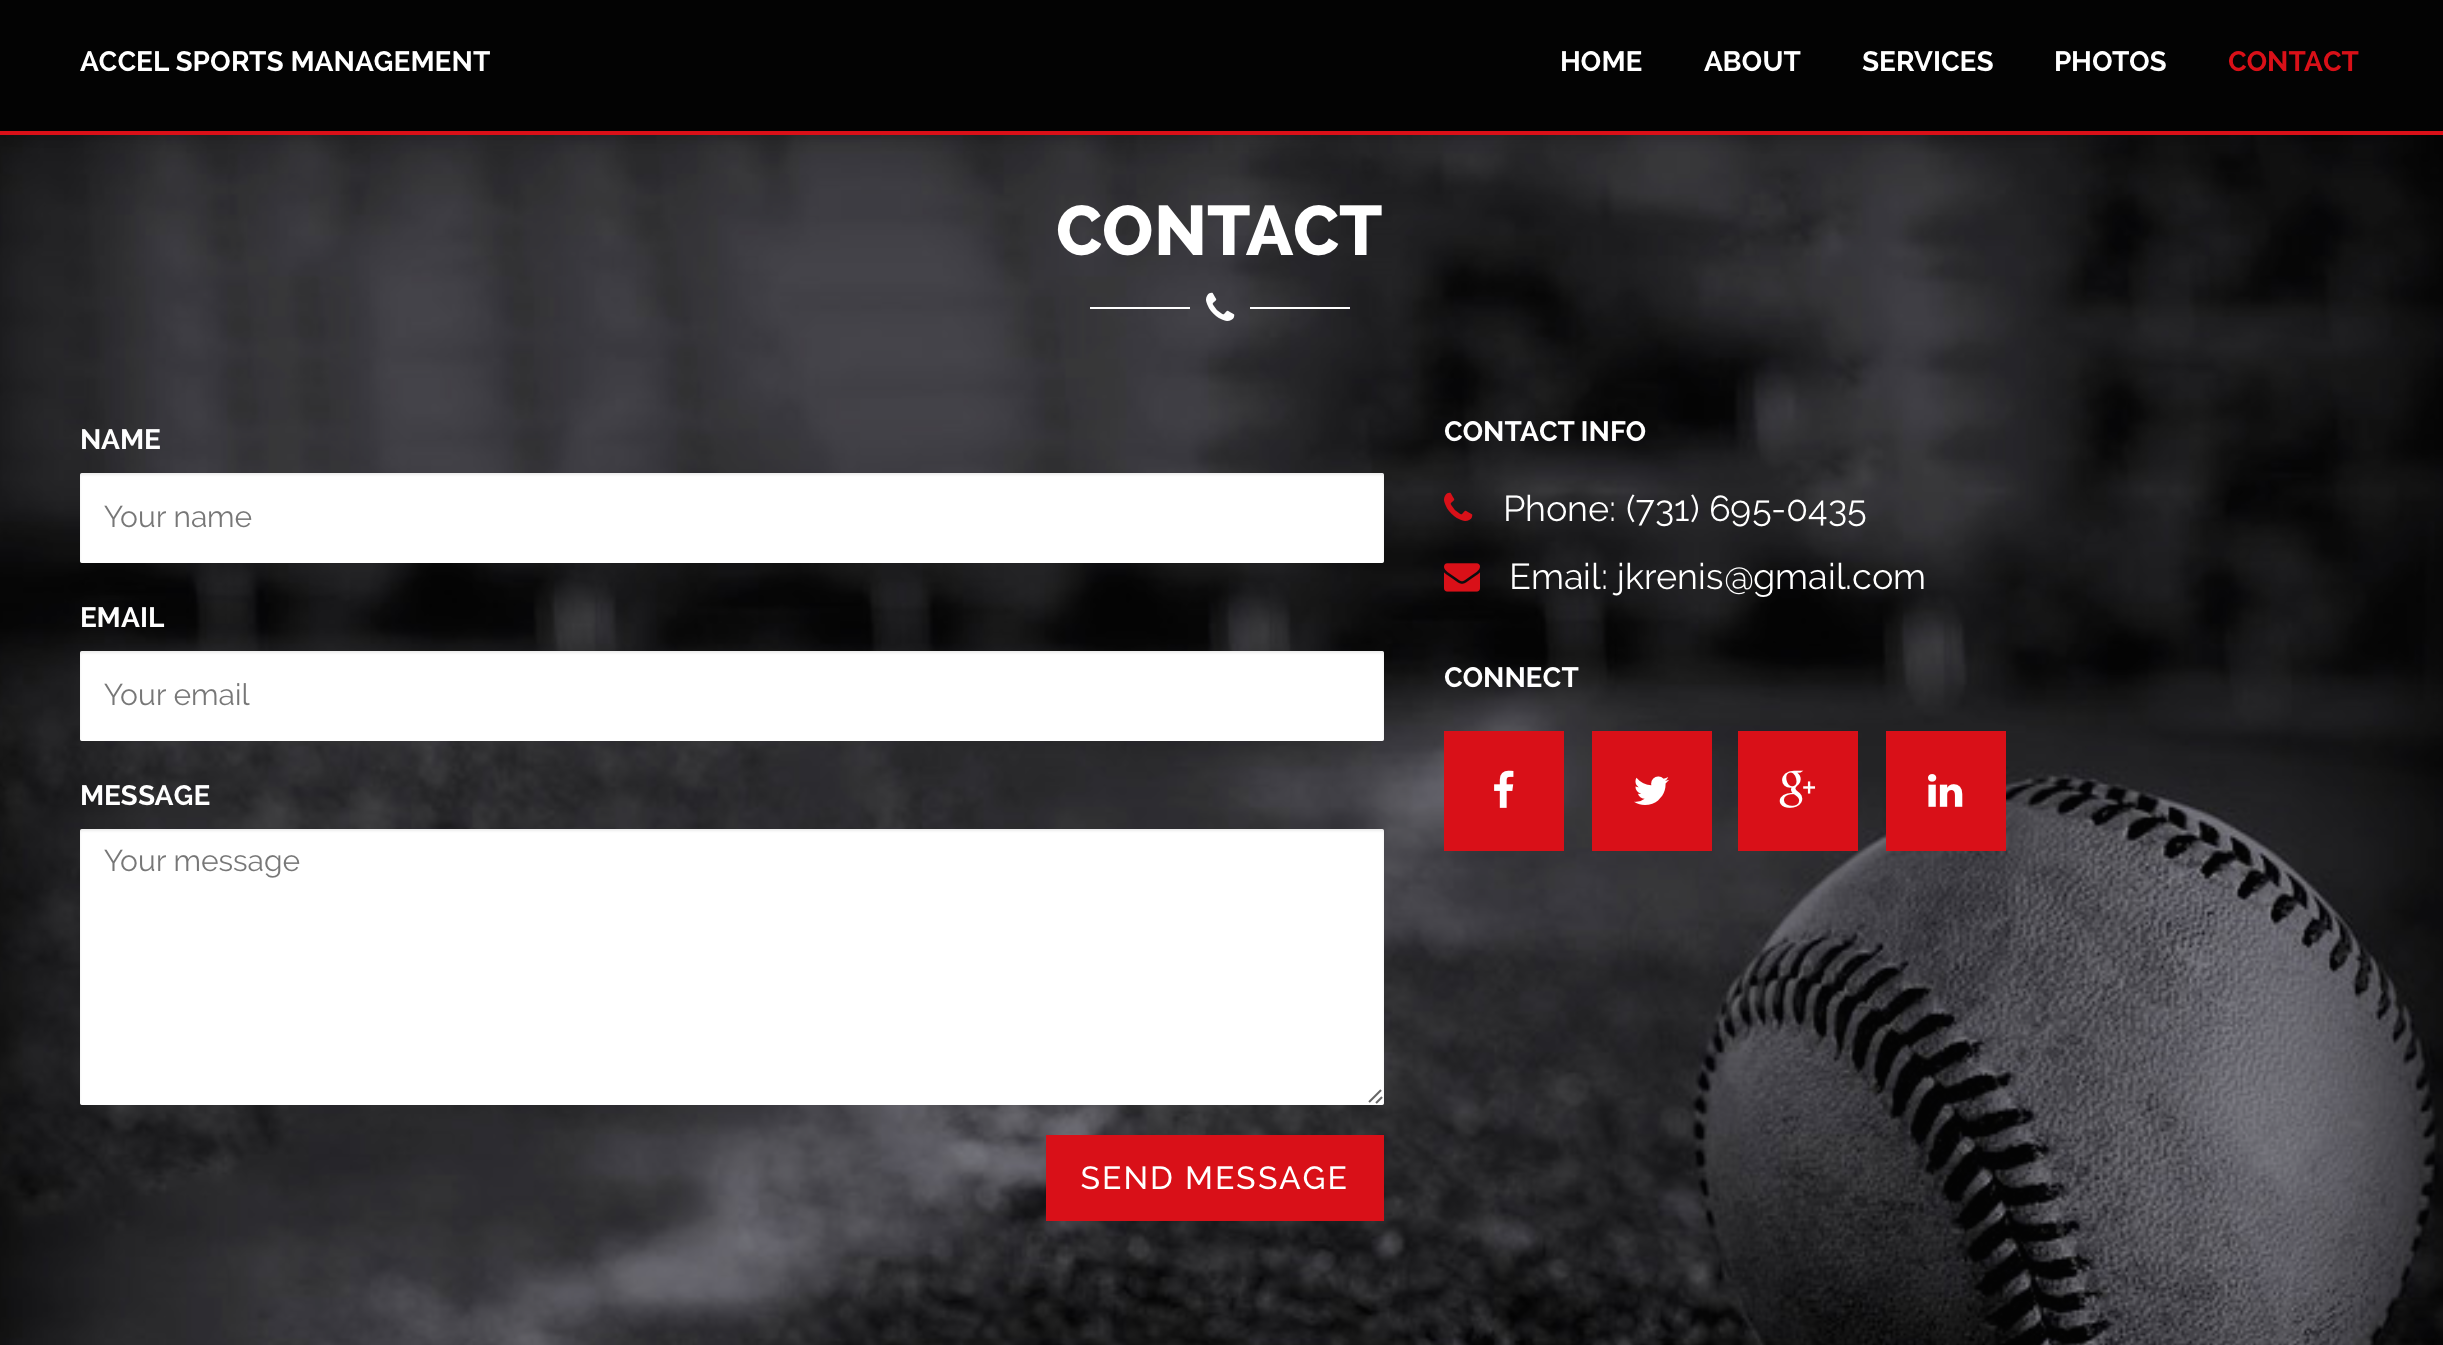 ACCEL SPORTS MANAGEMENT
HOME ABOUT SERVICES PHOTOS CONTACT
CONTACT
NAME
Your name
EMAIL
Your email
MESSAGE
Your message
SEND MESSAGE
CONTACT INFO
Phone: (731) 695-0435
Email: jkrenis@gmail.com
CONNECT
f
g+
in